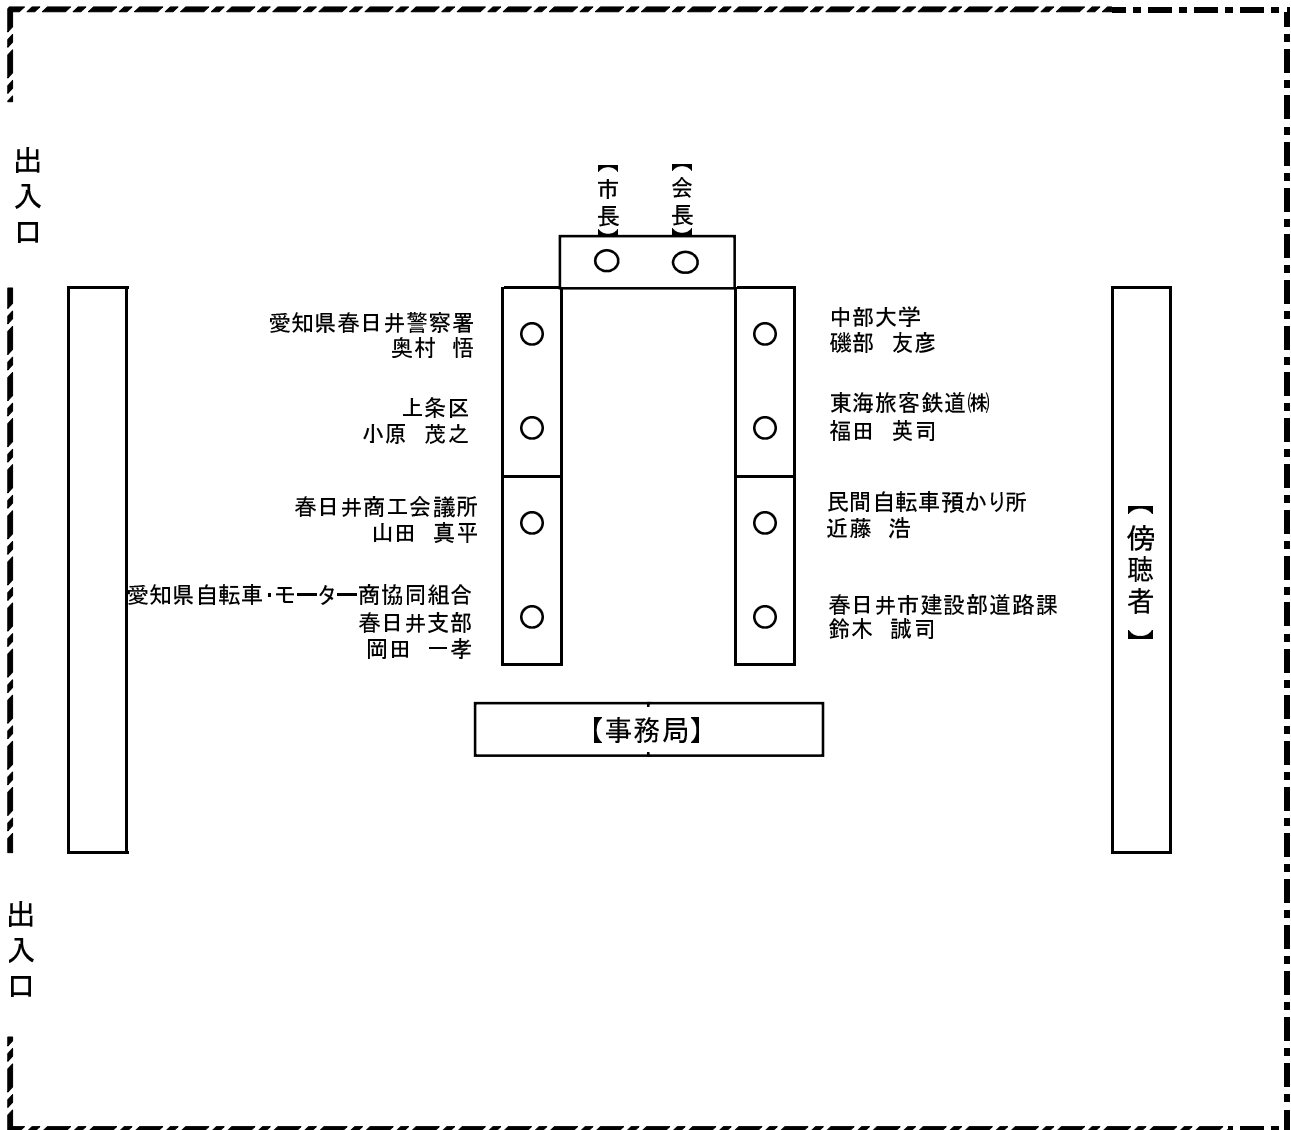 出入口
【市長】
【会長】
愛知県春日井警察署
奥村　悟
上条区
小原　茂之
春日井商工会議所
山田　真平
愛知県自転車・モーター商協同組合
春日井支部
岡田　一孝
中部大学
磯部　友彦
東海旅客鉄道㈱
福田　英司
民間自転車預かり所
近藤　浩
春日井市建設部道路課
鈴木　誠司
【傍聴者】
【事務局】
出入口